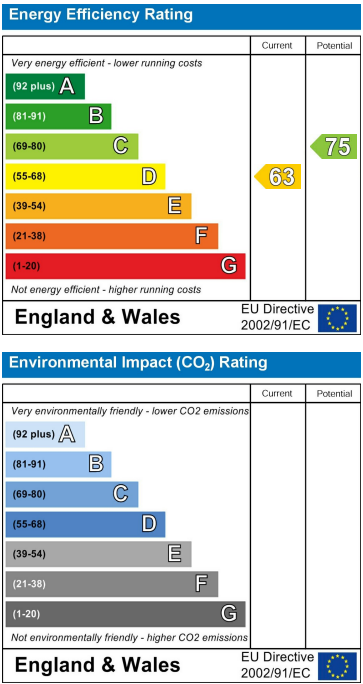 Energy Efficiency Rating
Current Potential
Very energy efficient - lower running costs
(92 plus) A
(81-91) B
(69-80) C 75
(55-68) D 63
(39-54) E
(21-38) F
(1-20) G
Not energy efficient - higher running costs
England & Wales
EU Directive
2002/91/EC
Environmental Impact (CO₂) Rating
Current Potential
Very environmentally friendly - lower CO2 emissions
(92 plus) A
(81-91) B
(69-80) C
(55-68) D
(39-54) E
(21-38) F
(1-20) G
Not environmentally friendly - higher CO2 emissions
England & Wales
EU Directive
2002/91/EC